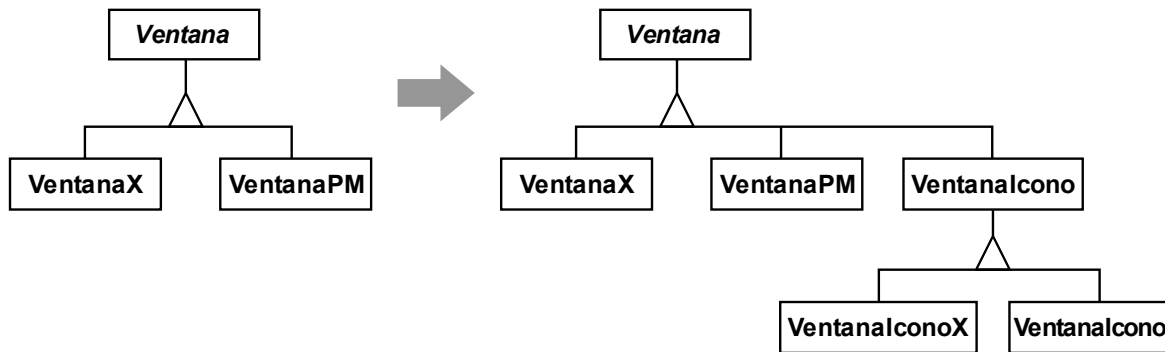 Ventana
VentanaX
VentanaPM
Ventana
VentanaX
VentanaPM
VentanaIcono
VentanaIconoX
VentanaIcono